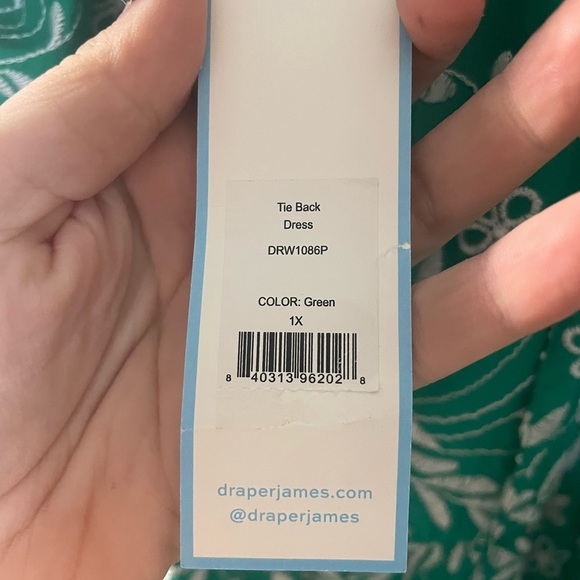 Tie Back
Dress
DRW1086P
COLOR: Green
1X
8 40313 96202 8
draperjames.com
@draperjames